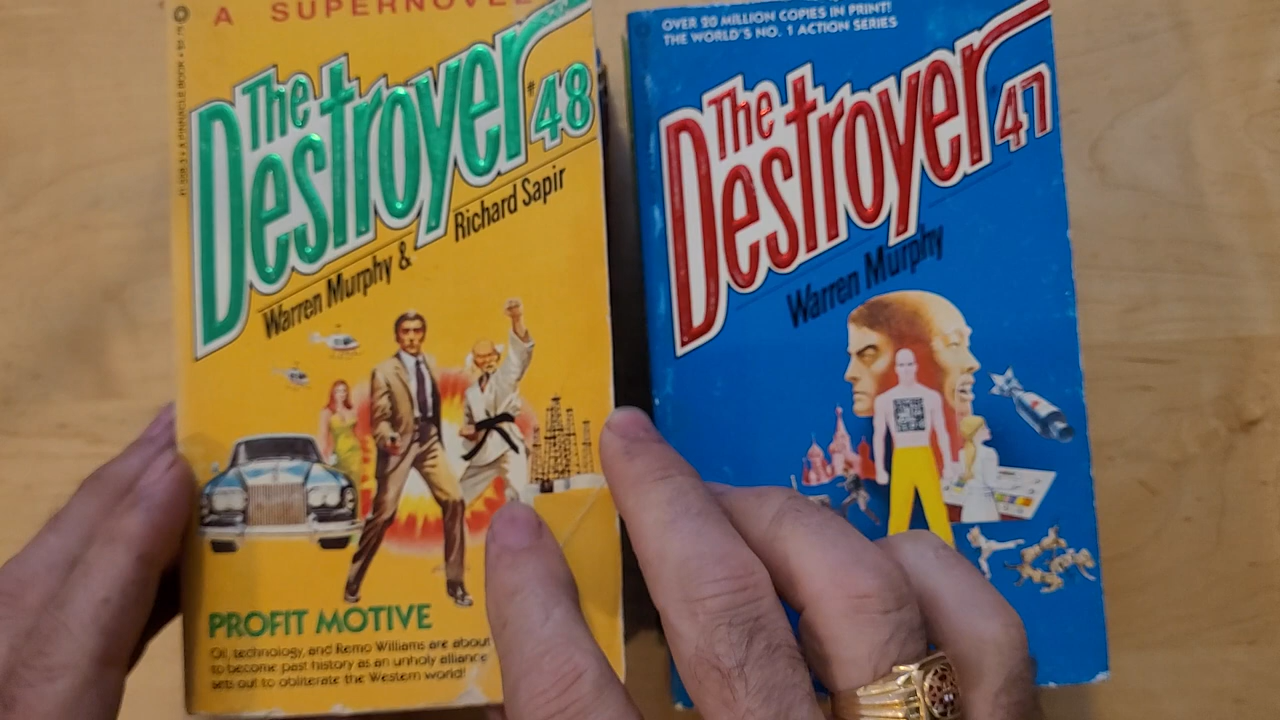 A SUPERNOVEL
The
Destroyer
#48
Warren Murphy &
Richard Sapir
PROFIT MOTIVE
Oil, technology, and Remo Williams are about
to become past history as an unholy alliance
sets out to obliterate the Western world!
OVER 20 MILLION COPIES IN PRINT!
THE WORLD'S NO. 1 ACTION SERIES
The
Destroyer
47
Warren Murphy